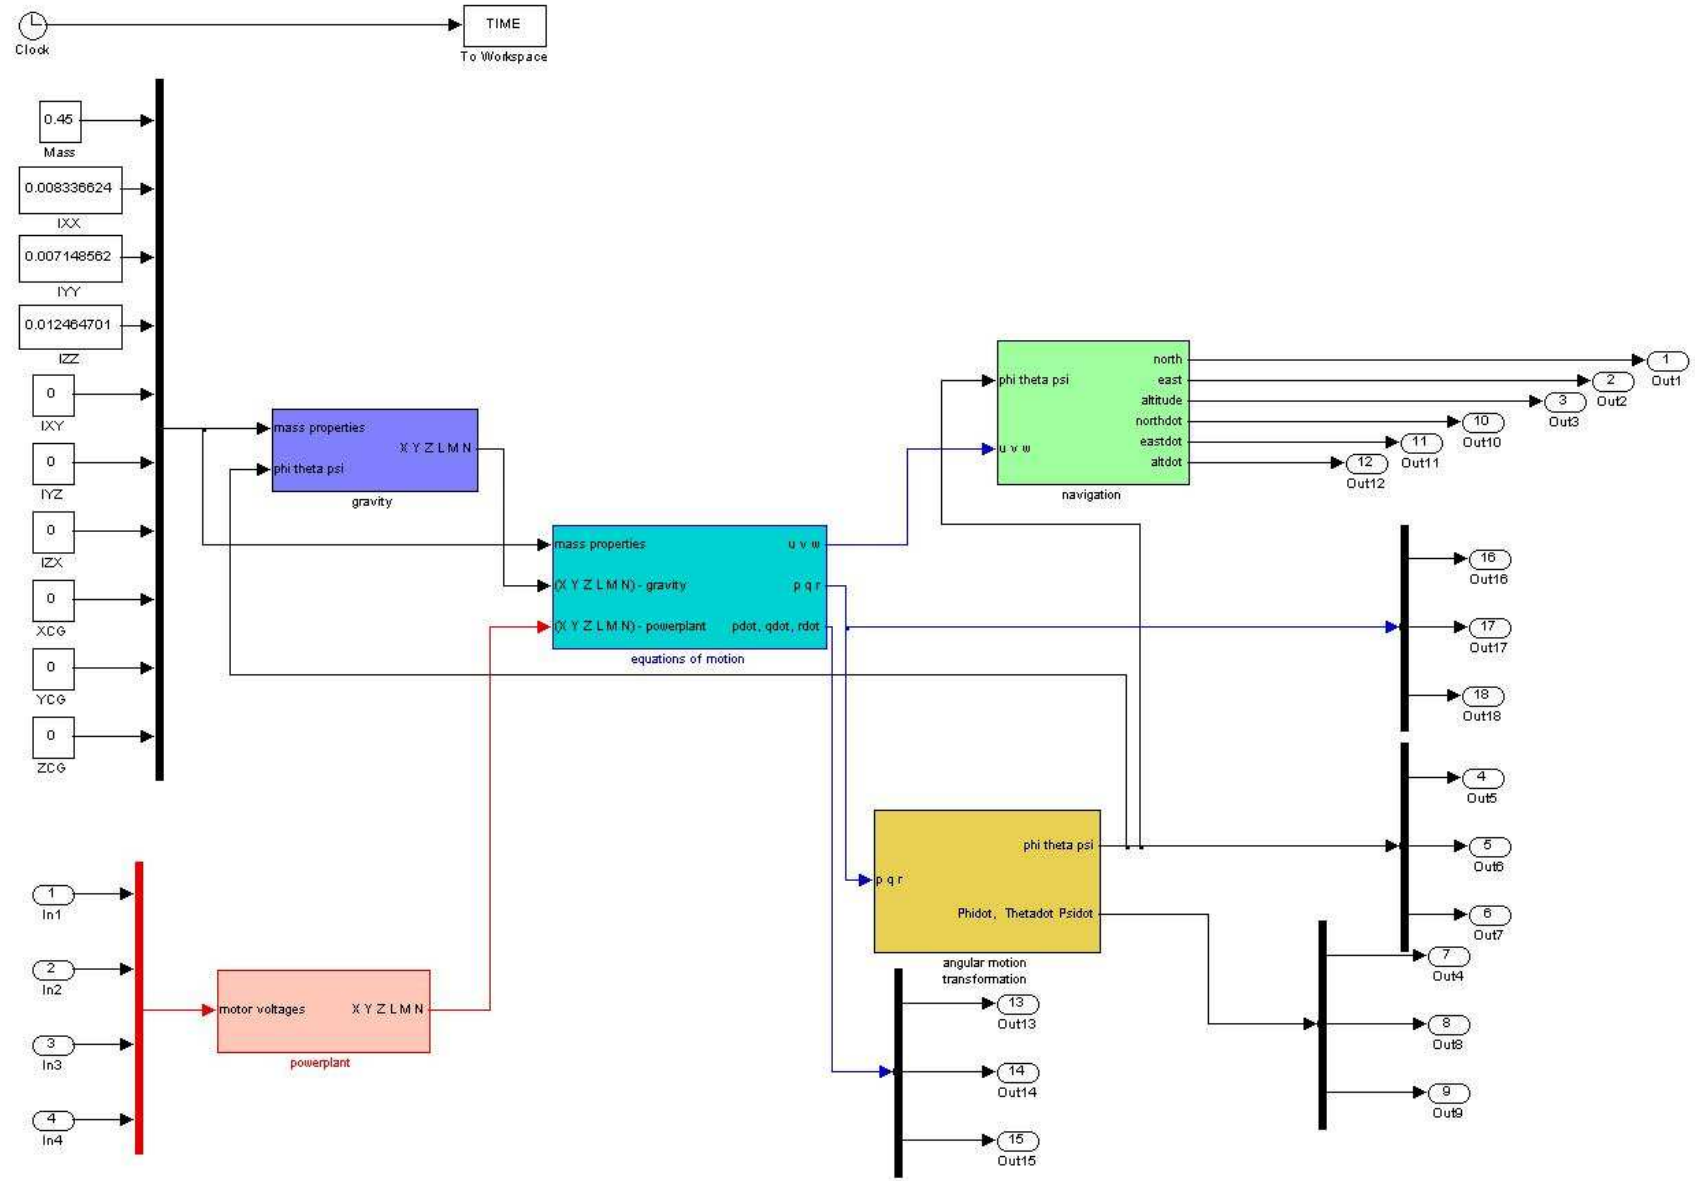 Clock
TIME
To Workspace
0.45
Mass
0.008336624
IXX
0.007148562
IYY
0.012464701
IZZ
0
IXY
0
IYZ
0
IZX
0
XCG
0
YCG
0
ZCG
mass properties
phi theta psi
X Y Z L M N
gravity
mass properties
(X Y Z L M N) - gravity
(X Y Z L M N) - powerplant
u v w
p q r
pdot, qdot, rdot
equations of motion
phi theta psi
u v w
north
east
altitude
northdot
eastdot
altdot
navigation
1
Out1
2
Out2
3
Out3
10
Out10
11
Out11
12
Out12
16
Out16
17
Out17
18
Out18
4
Out5
5
Out6
6
Out7
p q r
phi theta psi
Phidot, Thetadot Psidot
angular motion
transformation
7
Out4
8
Out8
9
Out9
13
Out13
14
Out14
15
Out15
1
In1
2
In2
3
In3
4
In4
motor voltages
X Y Z L M N
powerplant